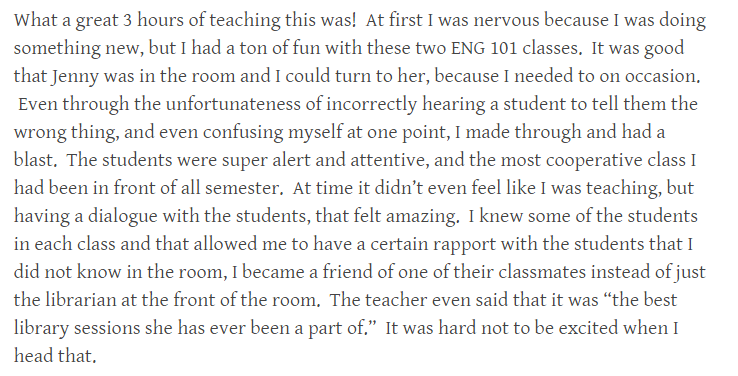 What a great 3 hours of teaching this was!  At first I was nervous because I was doing
something new, but I had a ton of fun with these two ENG 101 classes.  It was good
that Jenny was in the room and I could turn to her, because I needed to on occasion.
Even through the unfortunateness of incorrectly hearing a student to tell them the
wrong thing, and even confusing myself at one point, I made through and had a
blast.  The students were super alert and attentive, and the most cooperative class I
had been in front of all semester.  At time it didn’t even feel like I was teaching, but
having a dialogue with the students, that felt amazing.  I knew some of the students
in each class and that allowed me to have a certain rapport with the students that I
did not know in the room, I became a friend of one of their classmates instead of just
the librarian at the front of the room.  The teacher even said that it was “the best
library sessions she has ever been a part of.”  It was hard not to be excited when I
head that.